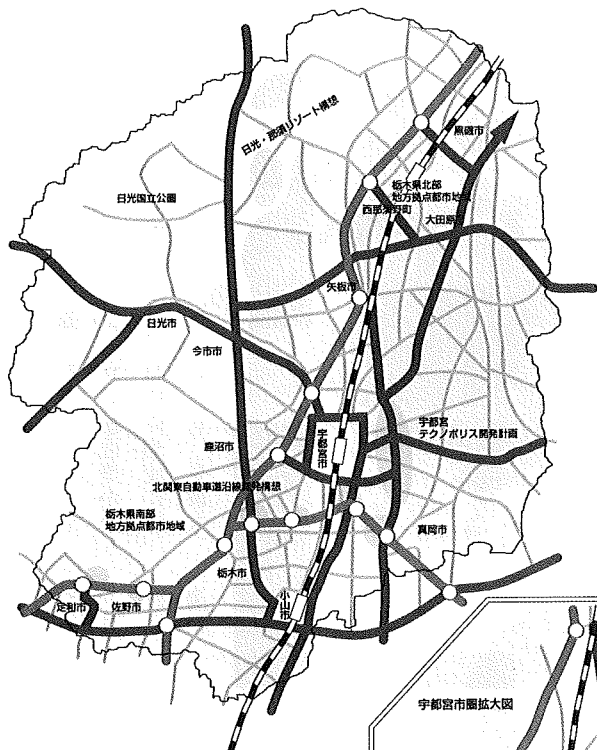 日光・那須リゾート構想
黒磯市
日光国立公園
栃木県北部
地方拠点都市地域
西那須野町
大田原市
矢板市
日光市
今市市
宇都宮
テクノポリス開発計画
宇都宮市
鹿沼市
北関東自動車道沿線開発構想
栃木県南部
地方拠点都市地域
真岡市
栃木市
小山市
足利市
佐野市
宇都宮市圏拡大図